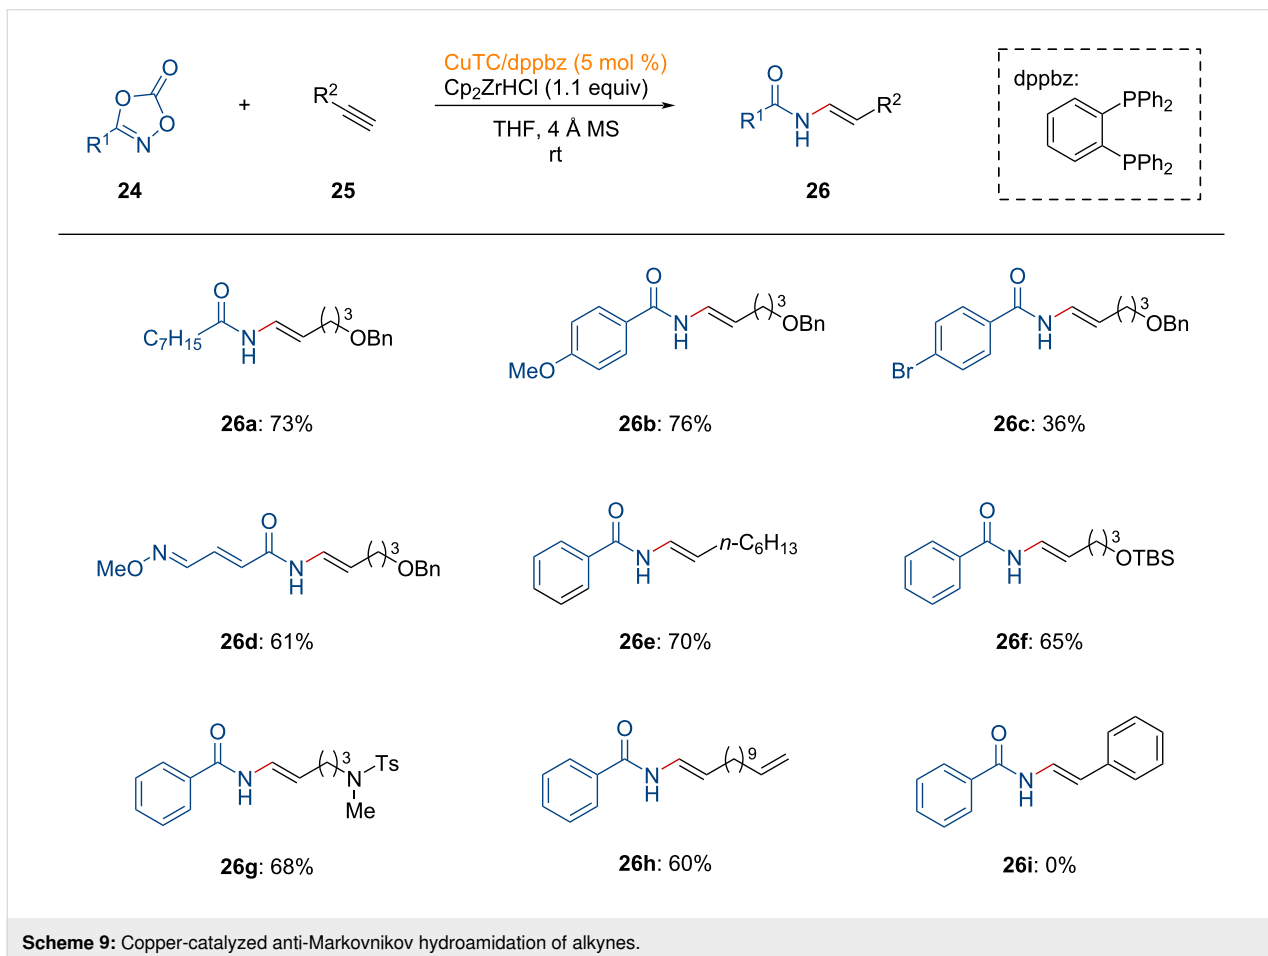 CuTC/dppbz (5 mol %)
Cp2ZrHCl (1.1 equiv)
THF, 4 Å MS
rt
O
O
O
N
R1
+
R2
O
R1
N
H
R2
dppbz:
PPh2
PPh2
24
25
26
O
C7H15
N
H
( )3
OBn
26a: 73%
O
MeO
N
H
( )3
OBn
26b: 76%
O
Br
N
H
( )3
OBn
26c: 36%
O
MeO
N
N
H
( )3
OBn
26d: 61%
O
N
H
n-C6H13
26e: 70%
O
N
H
( )3
OTBS
26f: 65%
O
N
H
( )3
N
Ts
Me
26g: 68%
O
N
H
( )9
26h: 60%
O
N
H
26i: 0%
Scheme 9: Copper-catalyzed anti-Markovnikov hydroamidation of alkynes.